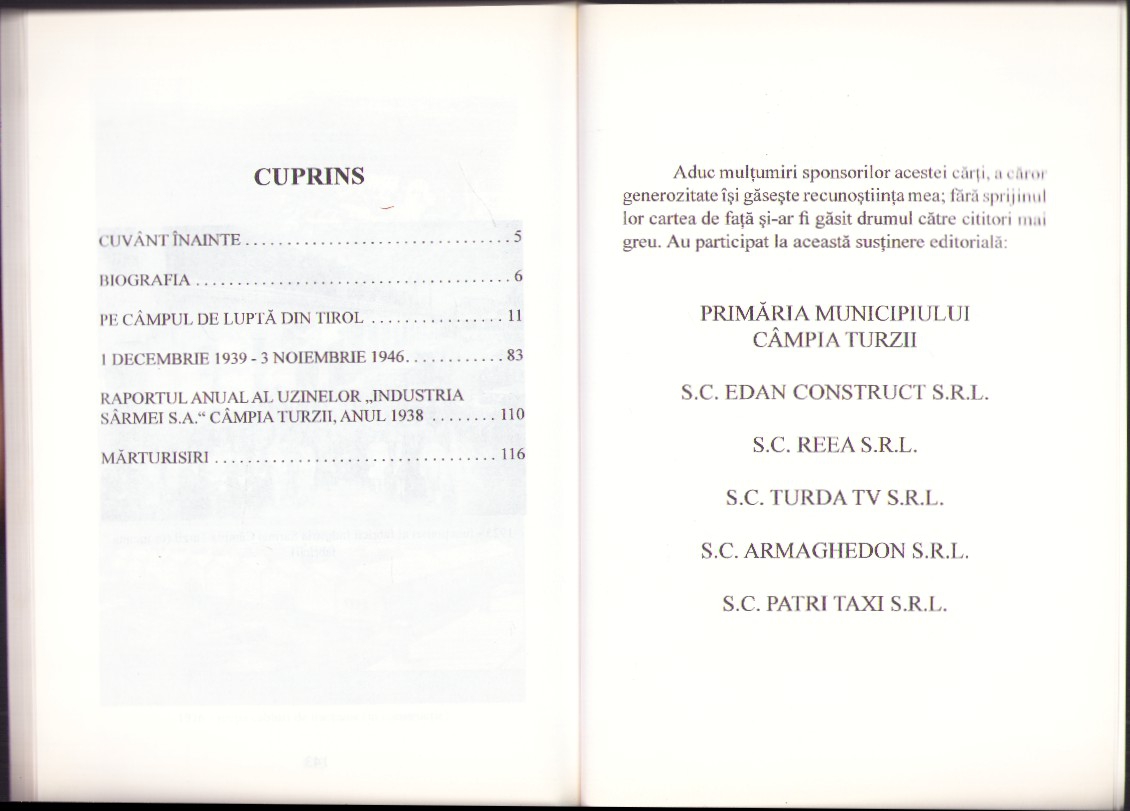 CUPRINS
CUVÂNT ÎNAINTE ................................ 5
BIOGRAFIA ...................................... 6
PE CÂMPUL DE LUPTĂ DIN TIROL ................ 11
1 DECEMBRIE 1939 - 3 NOIEMBRIE 1946............ 83
RAPORTUL ANUAL AL UZINELOR „INDUSTRIA
SÂRMEI S.A.“ CÂMPIA TURZII, ANUL 1938 ........ 110
MĂRTURISIRI .................................. 116
Aduc mulțumiri sponsorilor acestei cărți, a căror
generozitate își găsește recunoștiința mea; fără sprijinul
lor cartea de față și-ar fi găsit drumul către cititori mai
greu. Au participat la această susținere editorială:
PRIMĂRIA MUNICIPIULUI
CÂMPIA TURZII
S.C. EDAN CONSTRUCT S.R.L.
S.C. REEA S.R.L.
S.C. TURDA TV S.R.L.
S.C. ARMAGHEDON S.R.L.
S.C. PATRI TAXI S.R.L.